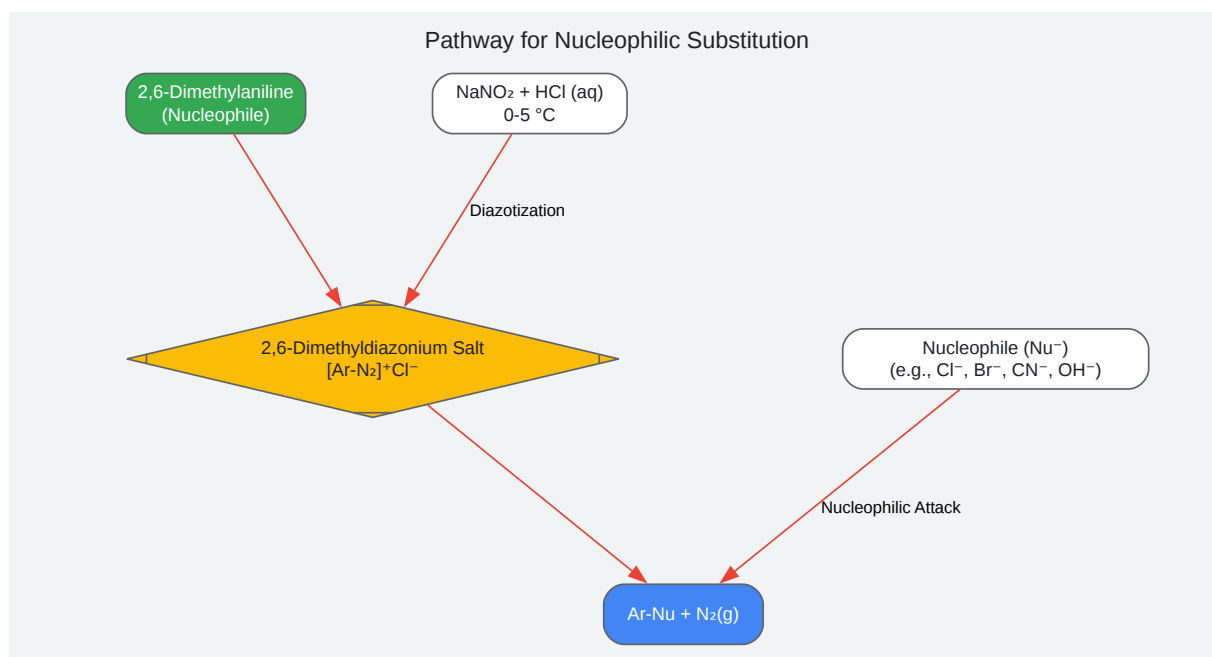 Pathway for Nucleophilic Substitution
2,6-Dimethylaniline
(Nucleophile)
NaNO₂ + HCl (aq)
0-5 °C
Diazotization
2,6-Dimethyldiazonium Salt
[Ar-N₂]⁺Cl⁻
Nucleophile (Nu⁻)
(e.g., Cl⁻, Br⁻, CN⁻, OH⁻)
Nucleophilic Attack
Ar-Nu + N₂(g)